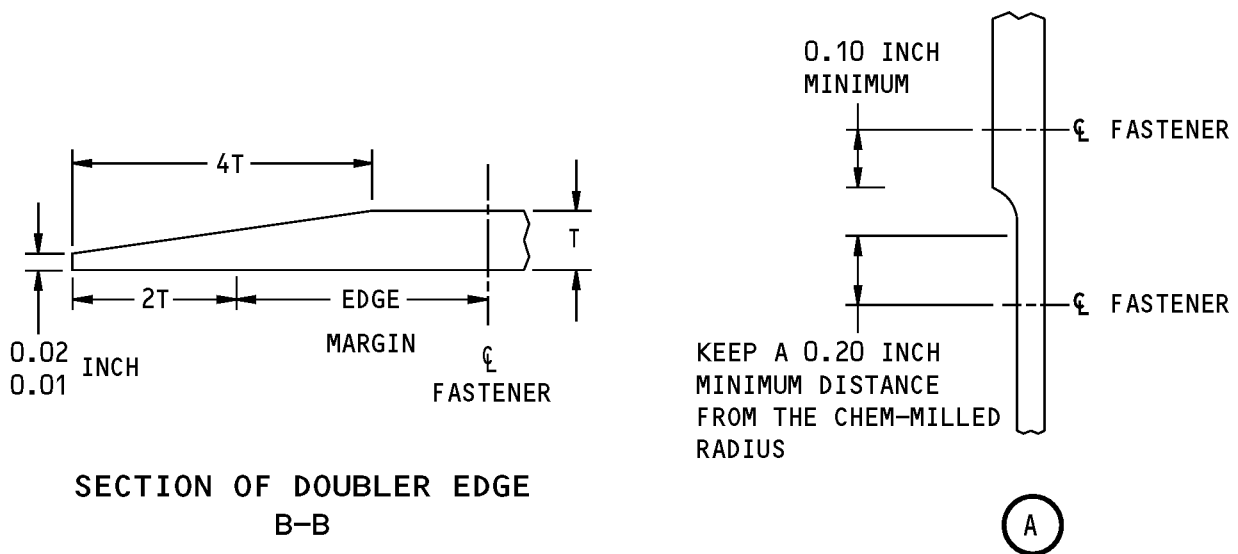 4T
T
2T
EDGE
MARGIN
0.02
0.01
INCH
℄
FASTENER
SECTION OF DOUBLER EDGE
B-B
0.10 INCH
MINIMUM
℄ FASTENER
℄ FASTENER
KEEP A 0.20 INCH
MINIMUM DISTANCE
FROM THE CHEM-MILLED
RADIUS
A